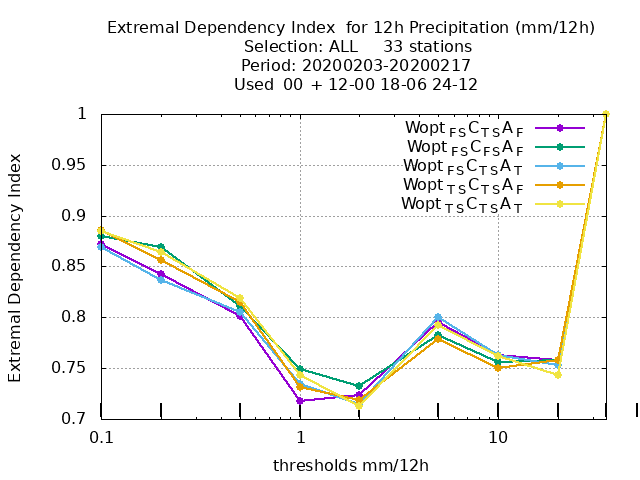 Extremal Dependency Index  for 12h Precipitation (mm/12h)
Selection: ALL     33 stations
Period: 20200203-20200217
Used  00  + 12-00 18-06 24-12
Wopt FS C TS A F
Wopt FS C FS A F
Wopt FS C TS A T
Wopt TS C TS A F
Wopt TS C TS A T
1
0.95
0.9
0.85
0.8
0.75
0.7
Extremal Dependency Index
0.1 1 10
thresholds mm/12h